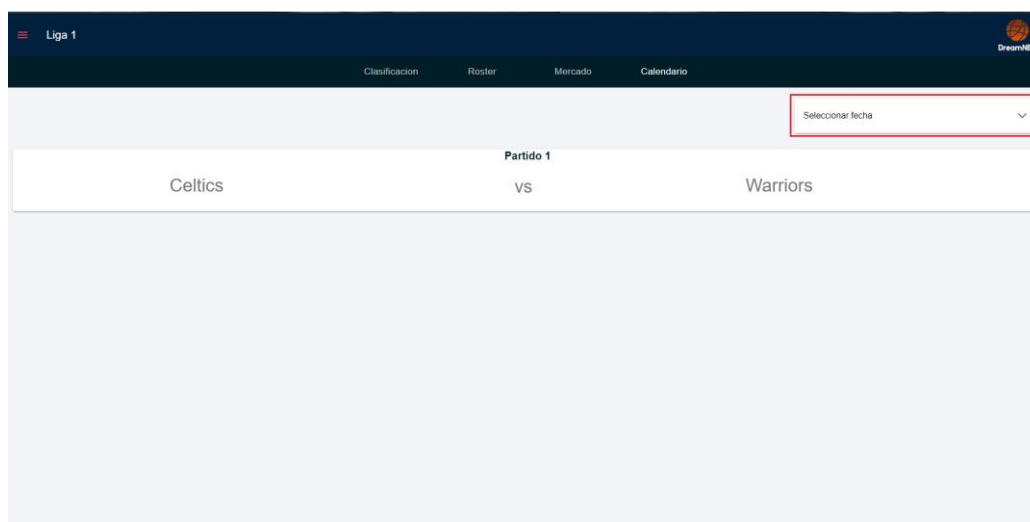 Liga 1
Clasificacion Roster Mercado Calendario
Seleccionar fecha
Partido 1
Celtics vs Warriors